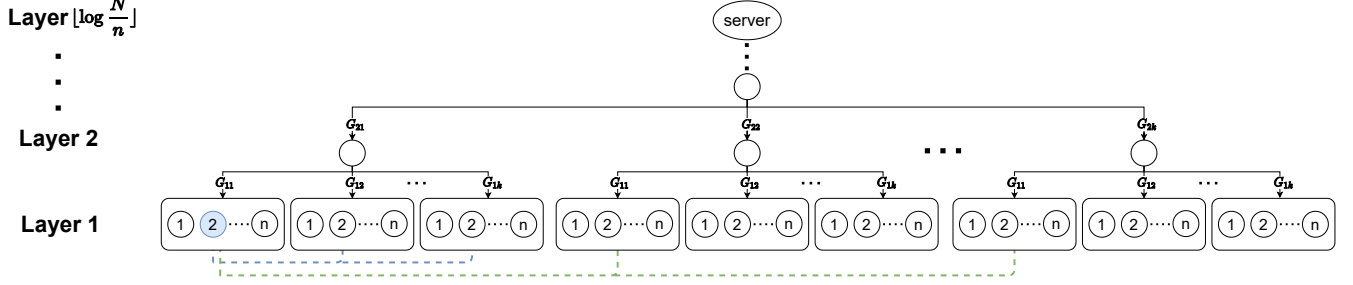 Layer ⌊log N/n⌋
server
G₂₁ G₂₂ G₂ₖ
Layer 2
G₁₁ G₁₂ ··· G₁ₖ G₁₁ G₁₂ ··· G₁ₖ G₁₁ G₁₂ ··· G₁ₖ
Layer 1 1 2 ···· n 1 2 ···· n 1 2 ···· n 1 2 ···· n 1 2 ···· n 1 2 ···· n 1 2 ···· n 1 2 ···· n 1 2 ···· n